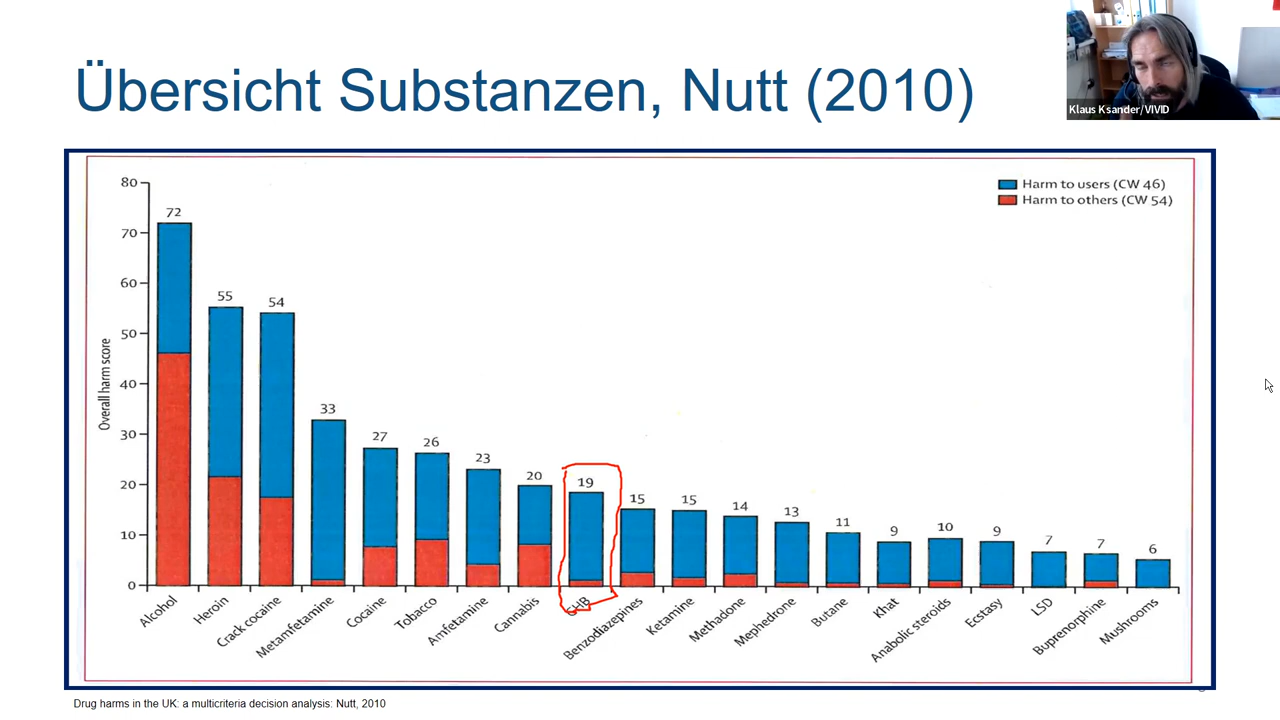 Übersicht Substanzen, Nutt (2010)
Klaus Ksander/VIVID
Harm to users (CW 46)
Harm to others (CW 54)
Overall harm score
80
70
60
50
40
30
20
10
0
72
55
54
33
27
26
23
20
19
15
15
14
13
11
9
10
9
7
7
6
Alcohol
Heroin
Crack cocaine
Metamfetamine
Cocaine
Tobacco
Amfetamine
Cannabis
GHB
Benzodiazepines
Ketamine
Methadone
Mephedrone
Butane
Khat
Anabolic steroids
Ecstasy
LSD
Buprenorphine
Mushrooms
Drug harms in the UK: a multicriteria decision analysis: Nutt, 2010